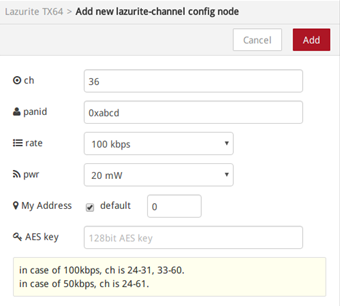 Lazurite TX64 > Add new lazurite-channel config node
Cancel Add
ch 36
panid 0xabcd
rate 100 kbps
pwr 20 mW
My Address default 0
AES key 128bit AES key
in case of 100kbps, ch is 24-31, 33-60.
in case of 50kbps, ch is 24-61.